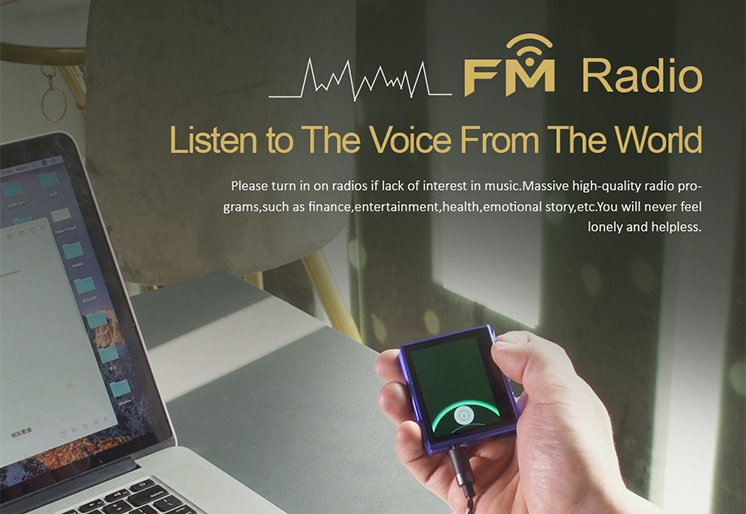 FM Radio
Listen to The Voice From The World
Please turn in on radios if lack of interest in music.Massive high-quality radio pro-
grams,such as finance,entertainment,health,emotional story,etc.You will never feel
lonely and helpless.